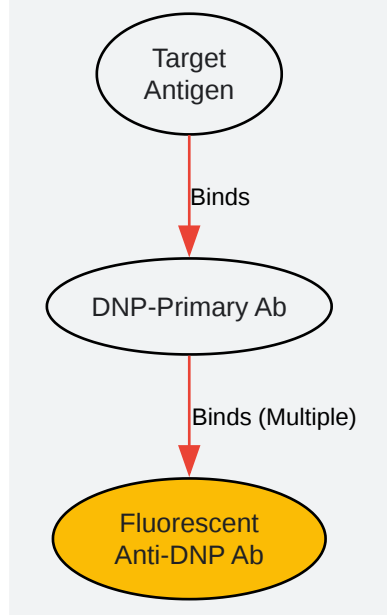 Target
Antigen
Binds
DNP-Primary Ab
Binds (Multiple)
Fluorescent
Anti-DNP Ab